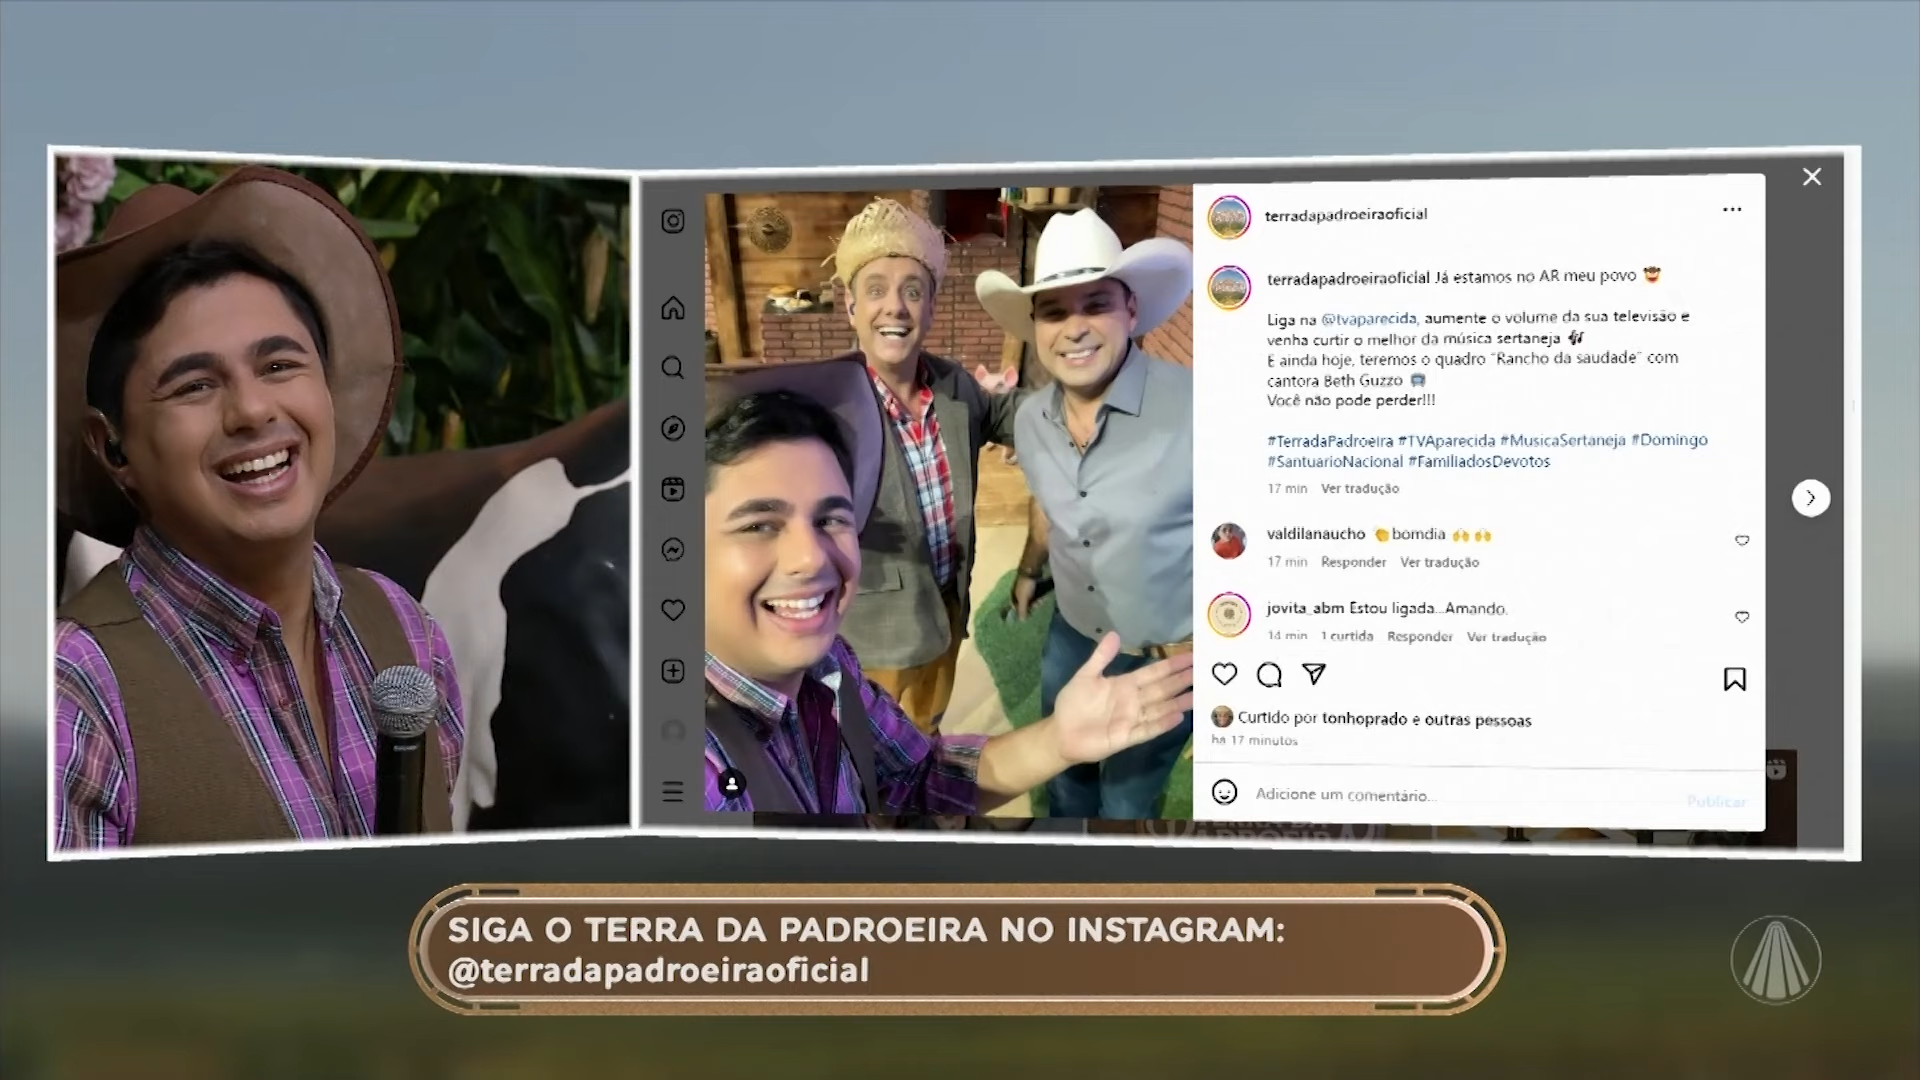 terradapadroeiraoficial
terradapadroeiraoficial Já estamos no AR meu povo 🤠
Liga na @tvaparecida, aumente o volume da sua televisão e
venha curtir o melhor da música sertaneja 🎶
E ainda hoje, teremos o quadro "Rancho da saudade" com
cantora Beth Guzzo 📺
Você não pode perder!!!
#TerradaPadroeira #TVAparecida #MusicaSertaneja #Domingo
#SantuarioNacional #FamiliadosDevotos
17 min Ver tradução
valdilanaucho 👏bomdia 🙌🙌
17 min Responder Ver tradução
jovita_abm Estou ligada...Amando.
14 min 1 curtida Responder Ver tradução
Curtido por tonhoprado e outras pessoas
há 17 minutos
Adicione um comentário...
Publicar
TERRA DA
PADROEIRA
SIGA O TERRA DA PADROEIRA NO INSTAGRAM:
@terradapadroeiraoficial